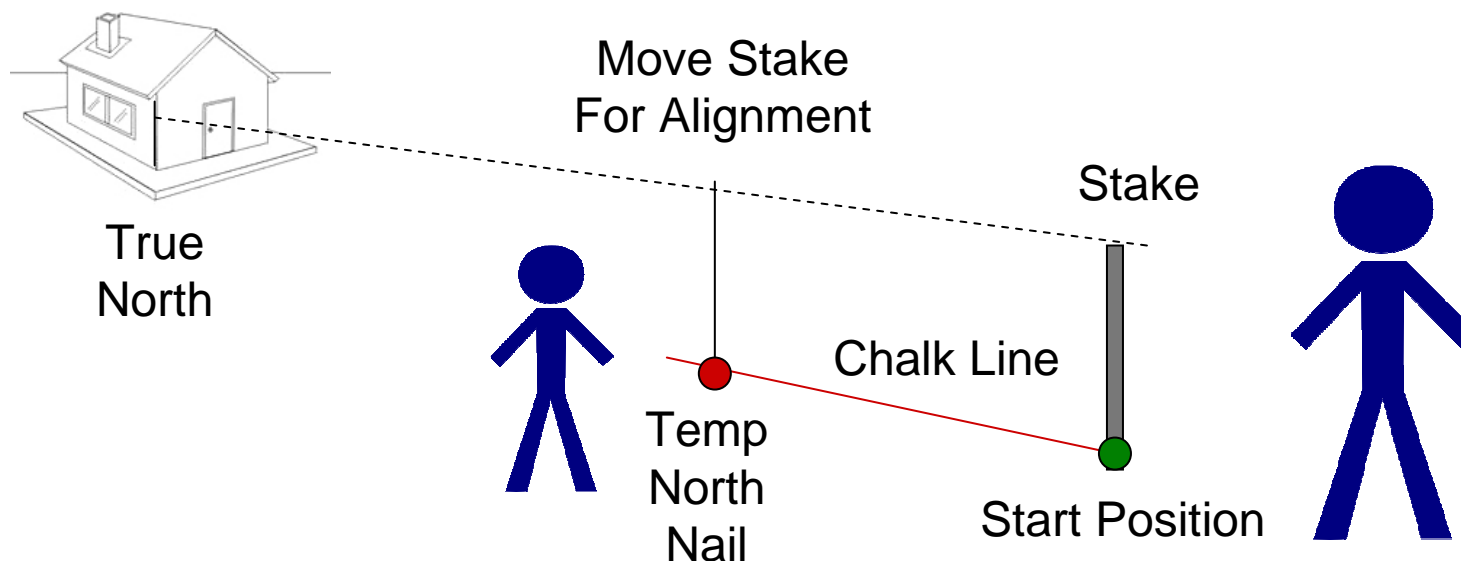 Move Stake
For Alignment
Stake
True
North
Chalk Line
Temp
North
Nail
Start Position